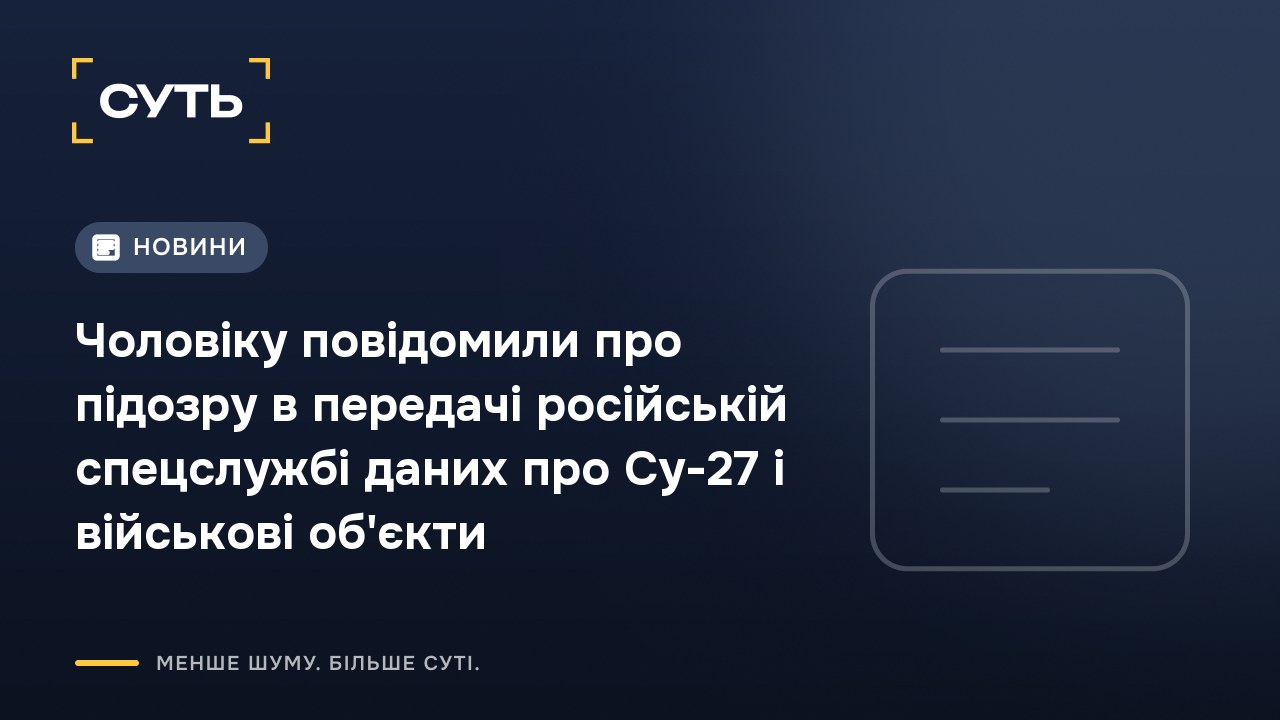 СУТЬ
НОВИНИ
Чоловіку повідомили про
підозру в передачі російській
спецслужбі даних про Су-27 і
військові об'єкти
МЕНШЕ ШУМУ. БІЛЬШЕ СУТІ.